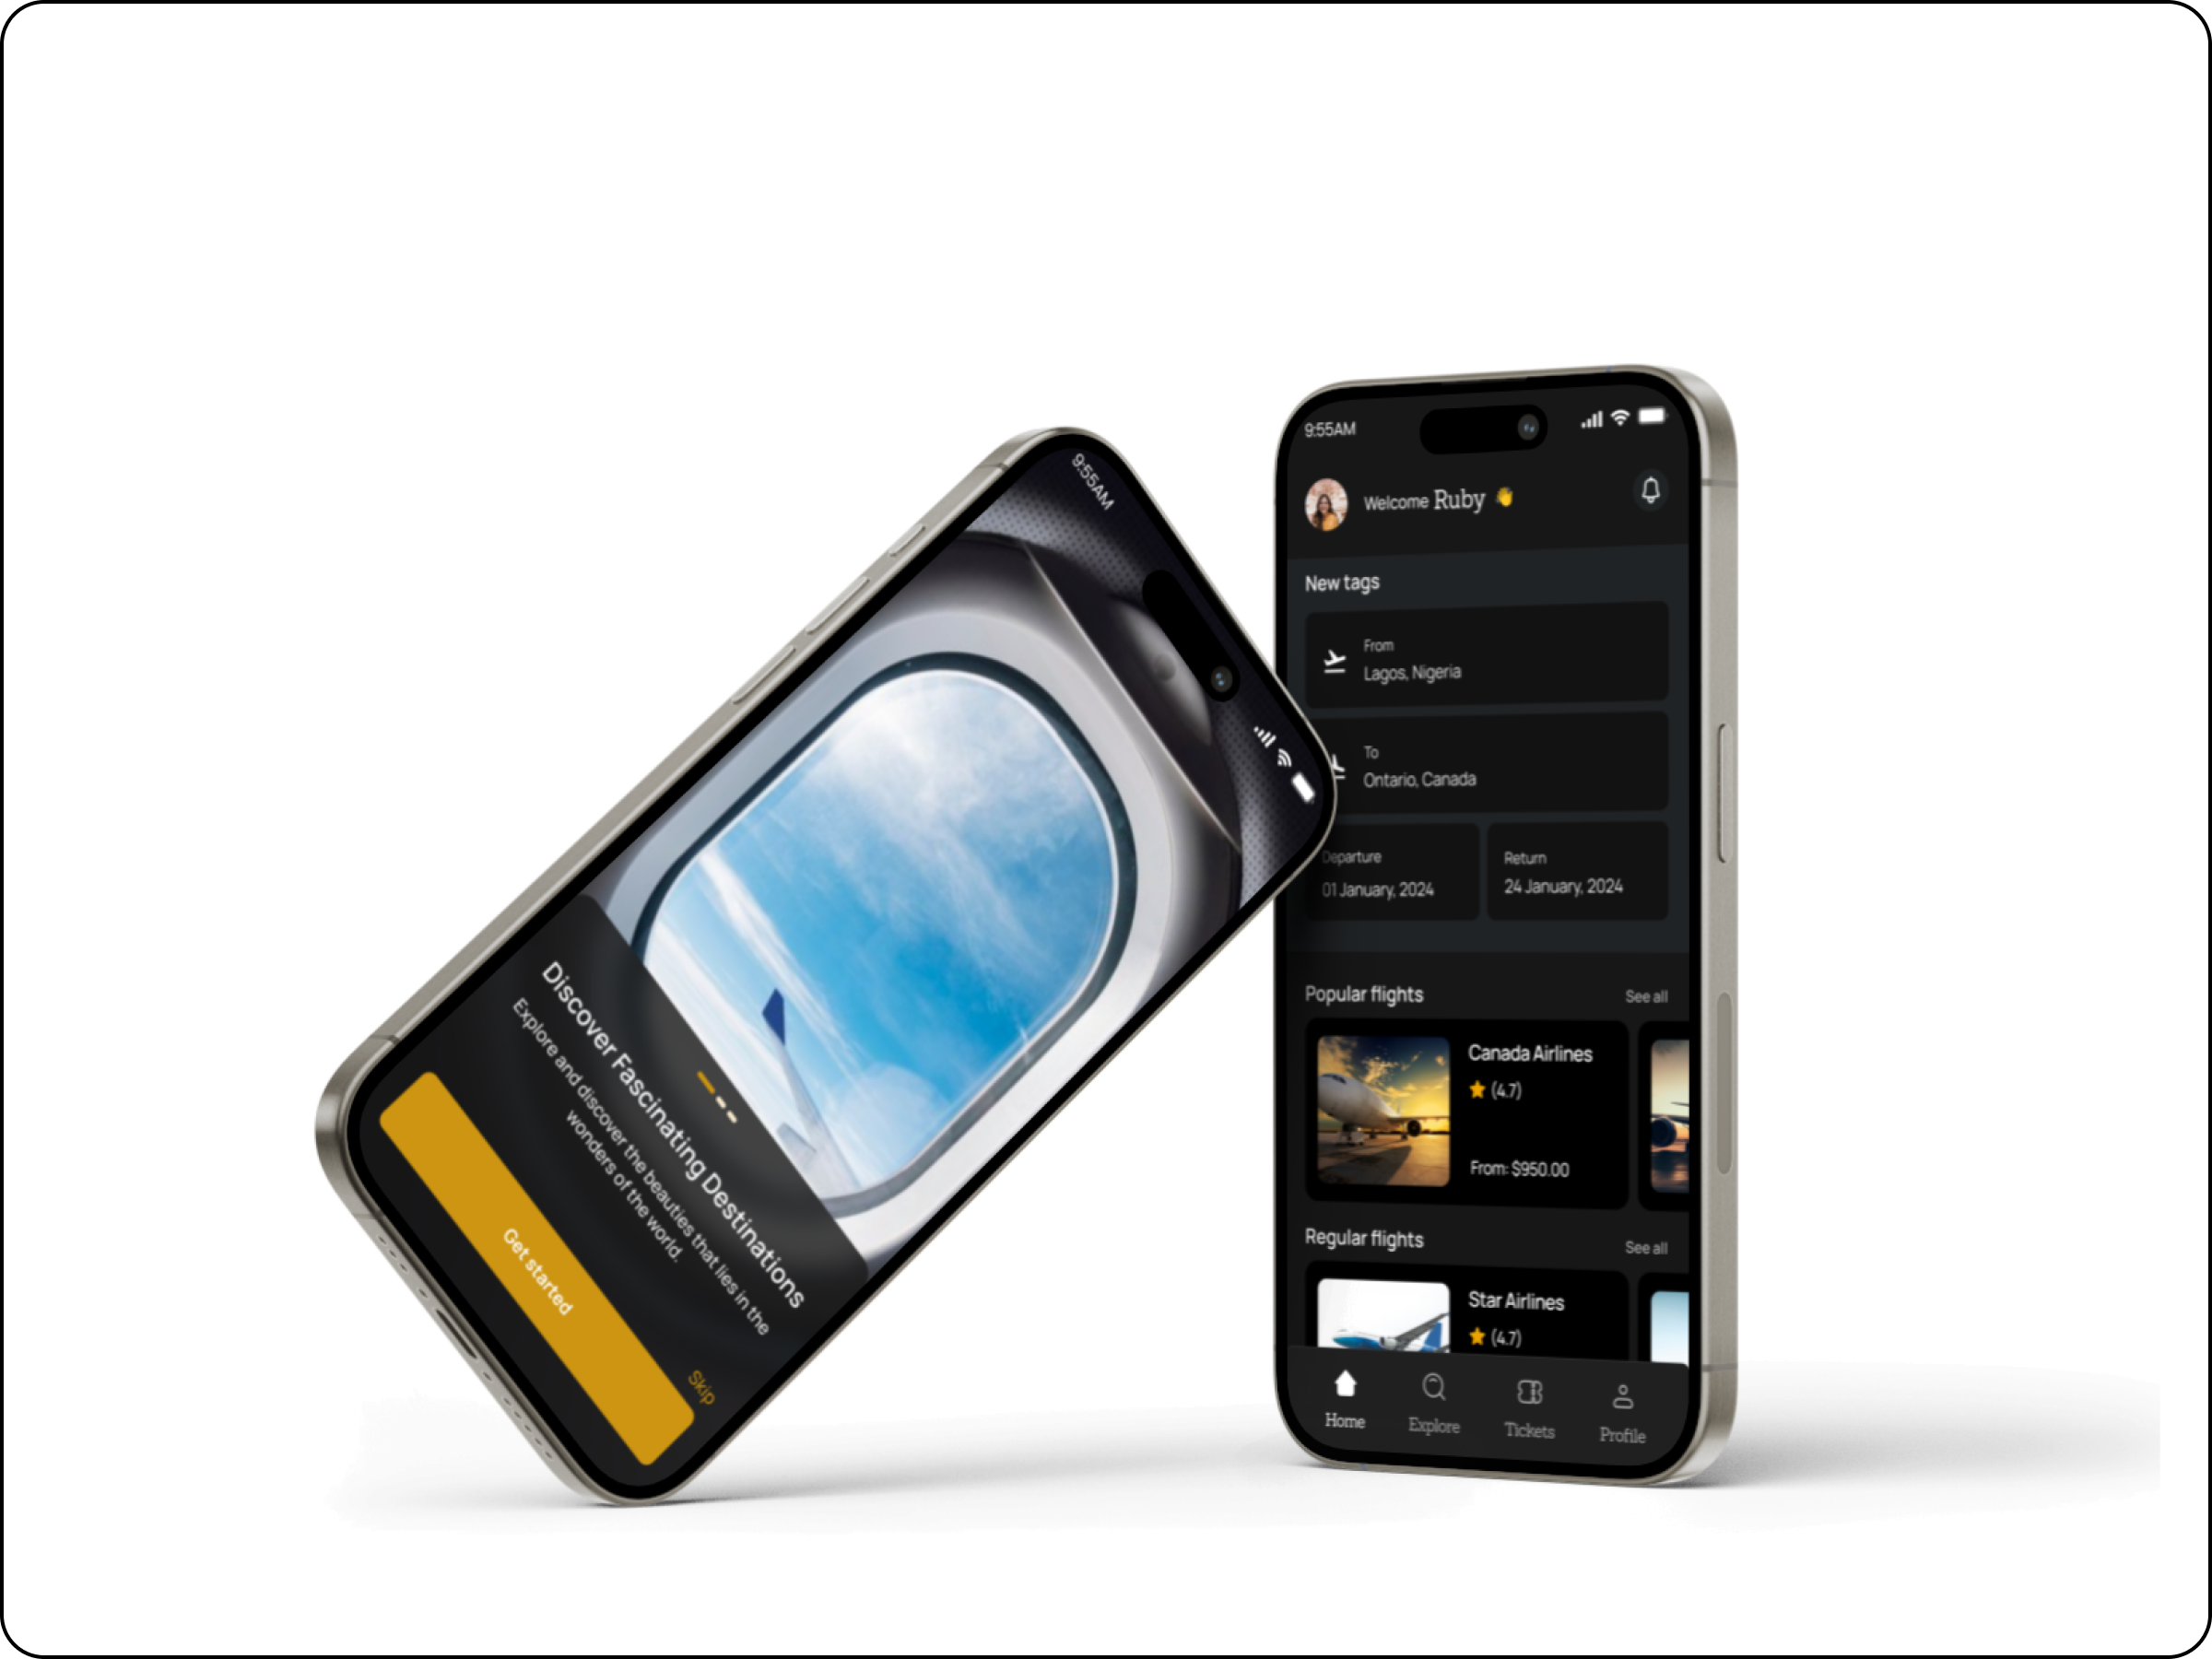 9:55AM
Discover Fascinating Destinations
Explore and discover the beauties that lies in the
wonders of the world.
Get started
Skip
9:55AM
Welcome Ruby 👋
New tags
From
Lagos, Nigeria
To
Ontario, Canada
Departure
01 January, 2024
Return
24 January, 2024
Popular flights
See all
Canada Airlines
(4.7)
From: $950.00
Regular flights
See all
Star Airlines
(4.7)
Home
Explore
Tickets
Profile